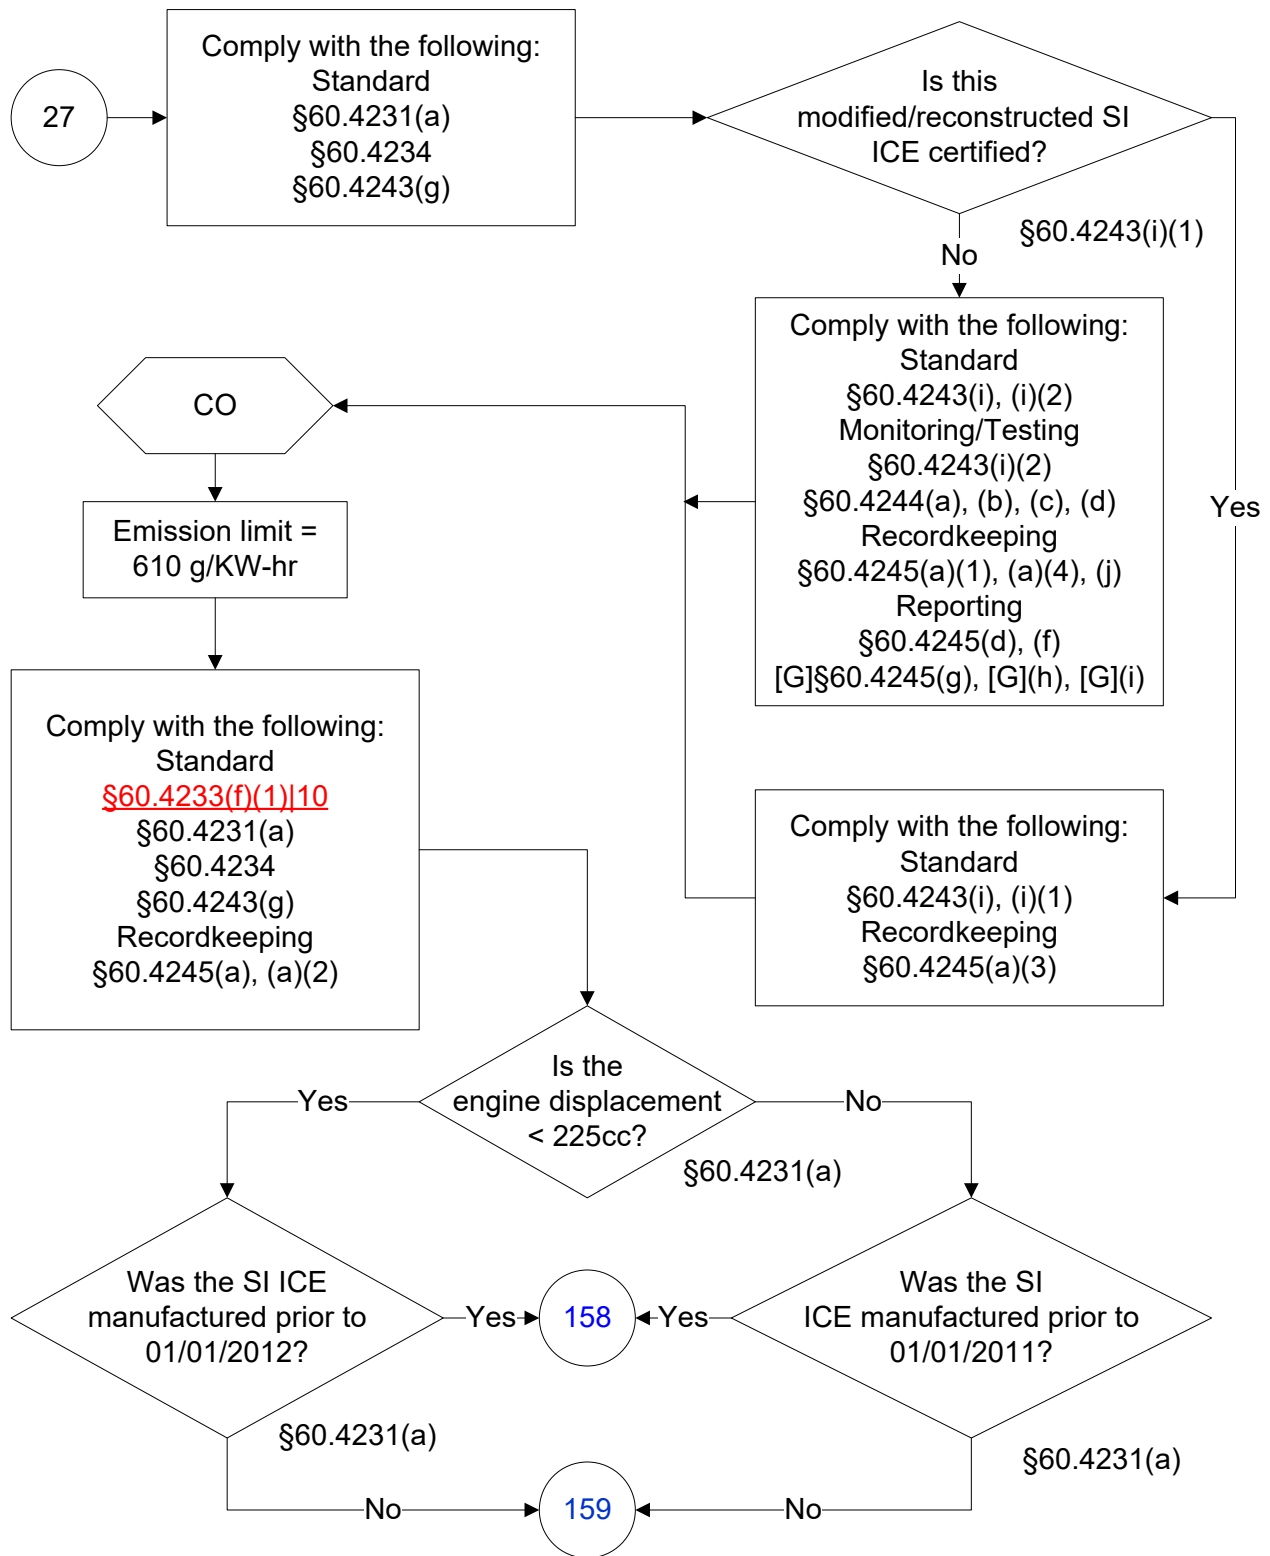 27
Comply with the following:
Standard
§60.4231(a)
§60.4234
§60.4243(g)
Is this
modified/reconstructed SI
ICE certified?
§60.4243(i)(1)
No
Yes
Comply with the following:
Standard
§60.4243(i), (i)(2)
Monitoring/Testing
§60.4243(i)(2)
§60.4244(a), (b), (c), (d)
Recordkeeping
§60.4245(a)(1), (a)(4), (j)
Reporting
§60.4245(d), (f)
[G]§60.4245(g), [G](h), [G](i)
Comply with the following:
Standard
§60.4243(i), (i)(1)
Recordkeeping
§60.4245(a)(3)
CO
Emission limit =
610 g/KW-hr
Comply with the following:
Standard
§60.4233(f)(1)|10
§60.4231(a)
§60.4234
§60.4243(g)
Recordkeeping
§60.4245(a), (a)(2)
Is the
engine displacement
< 225cc?
§60.4231(a)
Yes
No
Was the SI ICE
manufactured prior to
01/01/2012?
§60.4231(a)
Yes
158
Yes
Was the SI
ICE manufactured prior to
01/01/2011?
§60.4231(a)
No
159
No